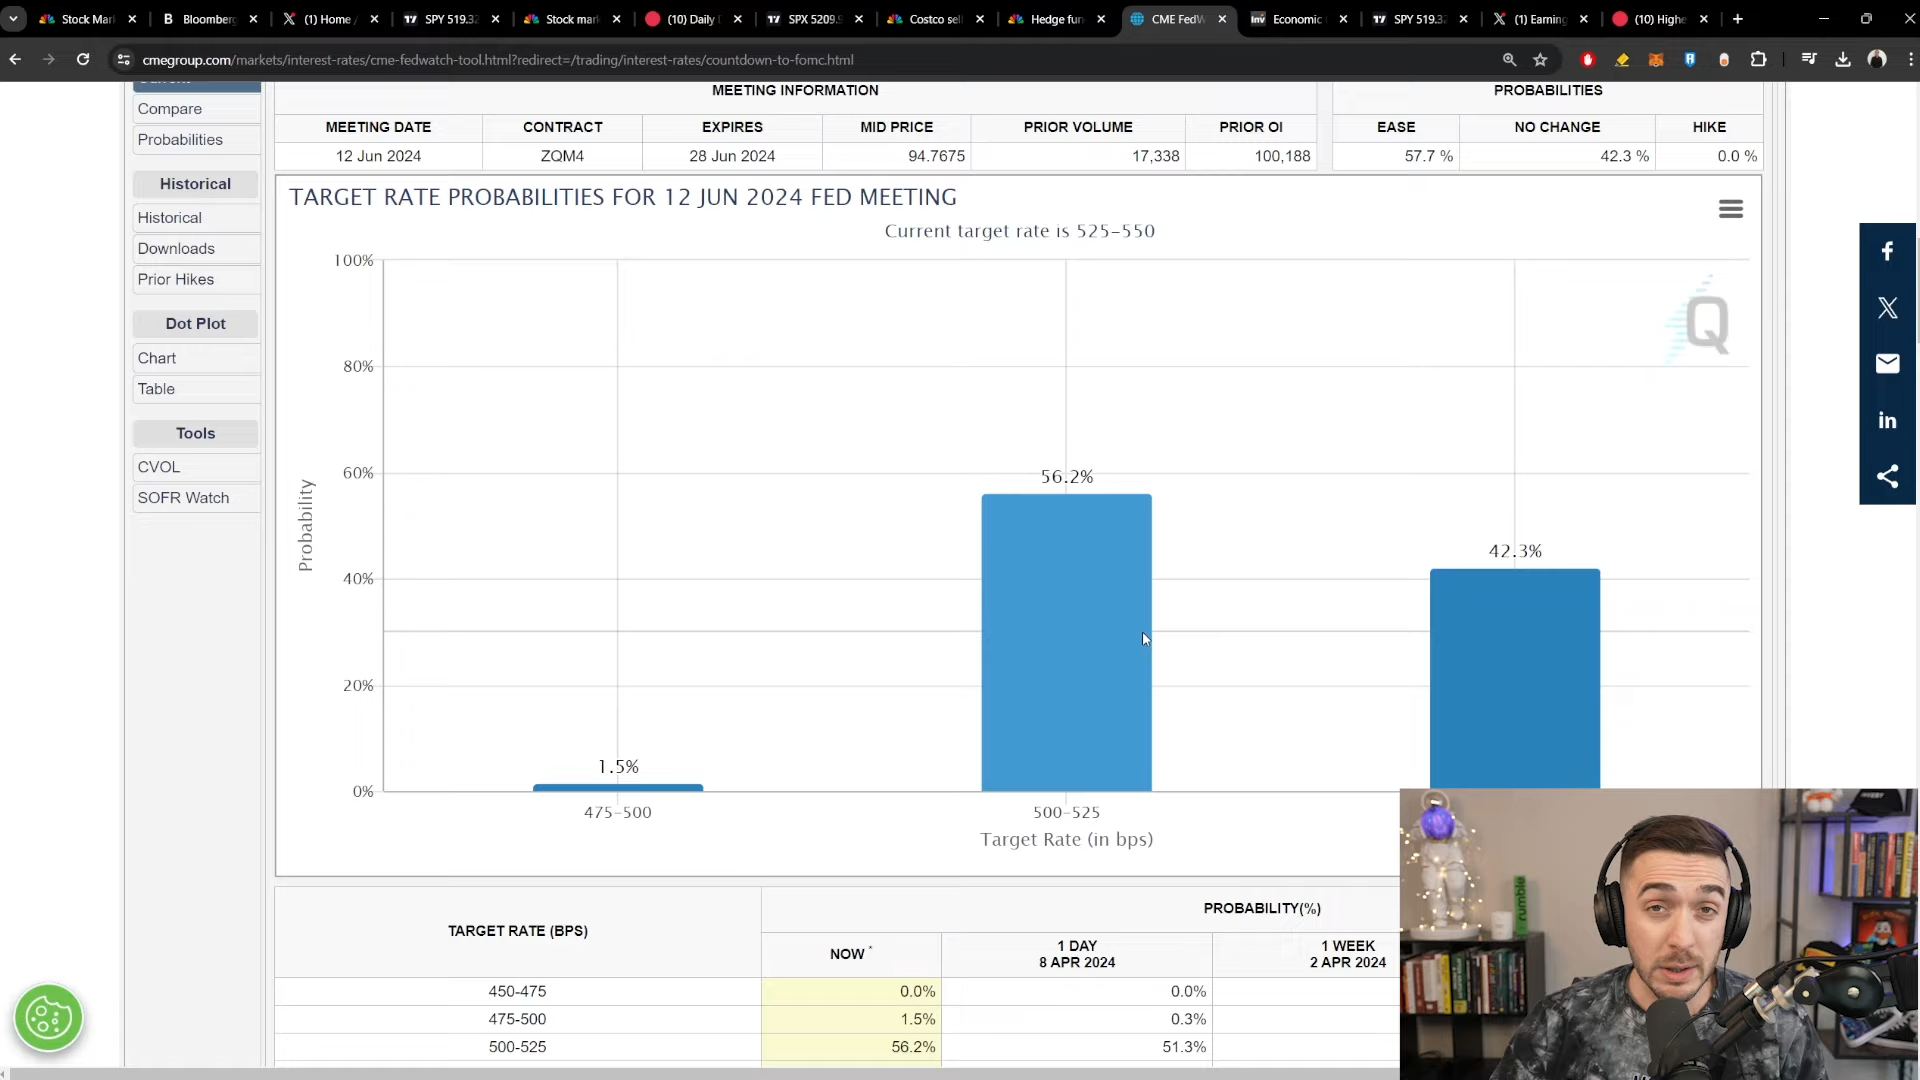 Stock Mar
Bloomberg
(1) Home /
SPY 519.32
Stock mar
(10) Daily
SPX 5209.9
Costco sel
Hedge fun
CME FedW
Economic
SPY 519.32
(1) Earning
(10) Highe
cmegroup.com/markets/interest-rates/cme-fedwatch-tool.html?redirect=/trading/interest-rates/countdown-to-fomc.html
Current
Compare
Probabilities
Historical
Historical
Downloads
Prior Hikes
Dot Plot
Chart
Table
Tools
CVOL
SOFR Watch
MEETING INFORMATION
PROBABILITIES
MEETING DATE CONTRACT EXPIRES MID PRICE PRIOR VOLUME PRIOR OI EASE NO CHANGE HIKE
12 Jun 2024 ZQM4 28 Jun 2024 94.7675 17,338 100,188 57.7 % 42.3 % 0.0 %
TARGET RATE PROBABILITIES FOR 12 JUN 2024 FED MEETING
Current target rate is 525–550
Q
100%
80%
60%
40%
20%
0%
Probability
1.5%
56.2%
42.3%
475–500
500–525
Target Rate (in bps)
TARGET RATE (BPS)
PROBABILITY(%)
NOW *
1 DAY
8 APR 2024
1 WEEK
2 APR 2024
450-475 0.0% 0.0%
475-500 1.5% 0.3%
500-525 56.2% 51.3%
rumble